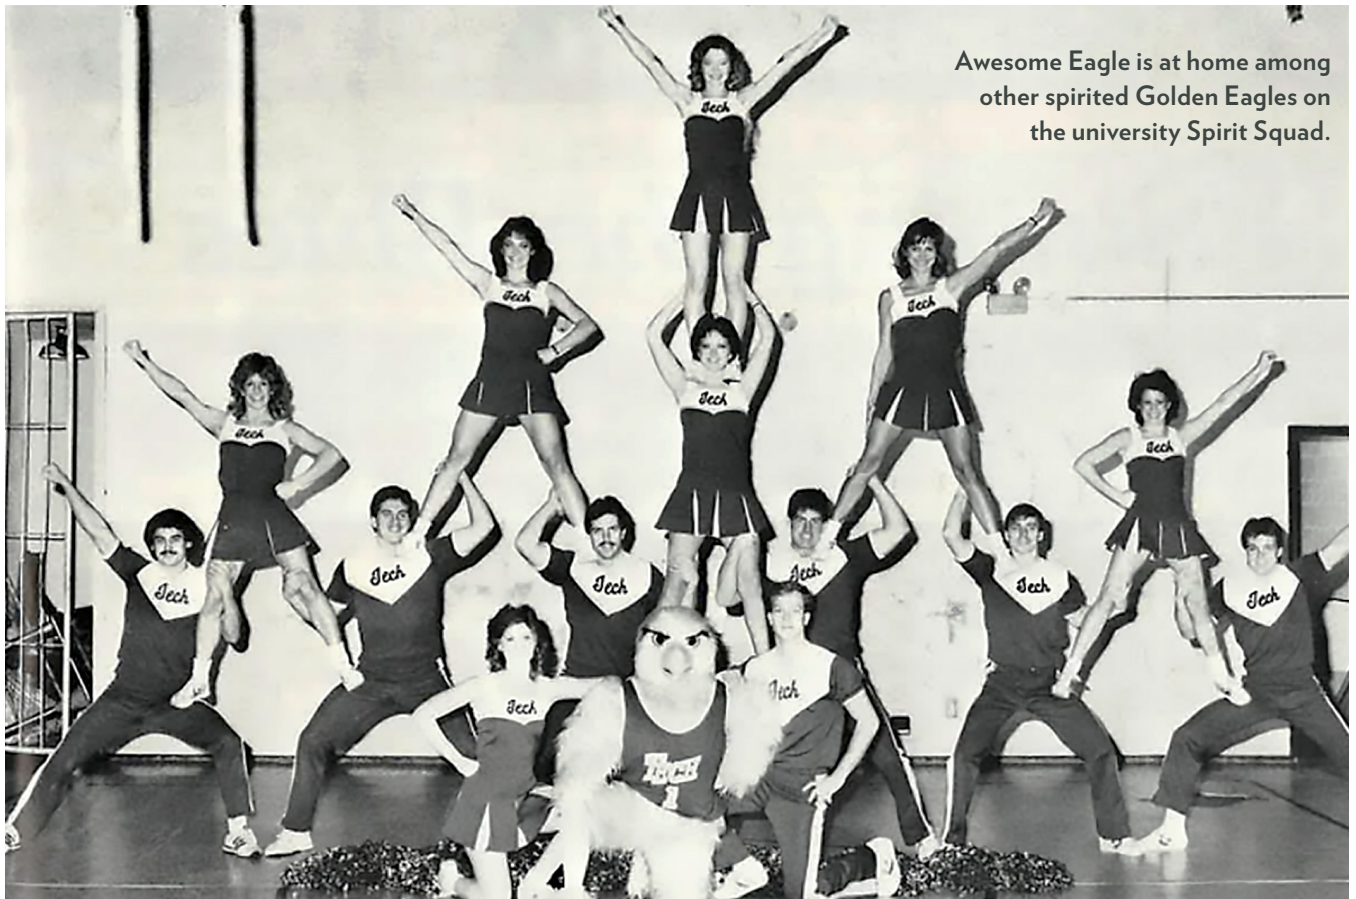 Awesome Eagle is at home among
other spirited Golden Eagles on
the university Spirit Squad.
Tech
Tech
Tech
Tech
Tech
Tech
Tech
Tech
Tech
Tech
Tech
Tech
Tech
Tech
TECH
1